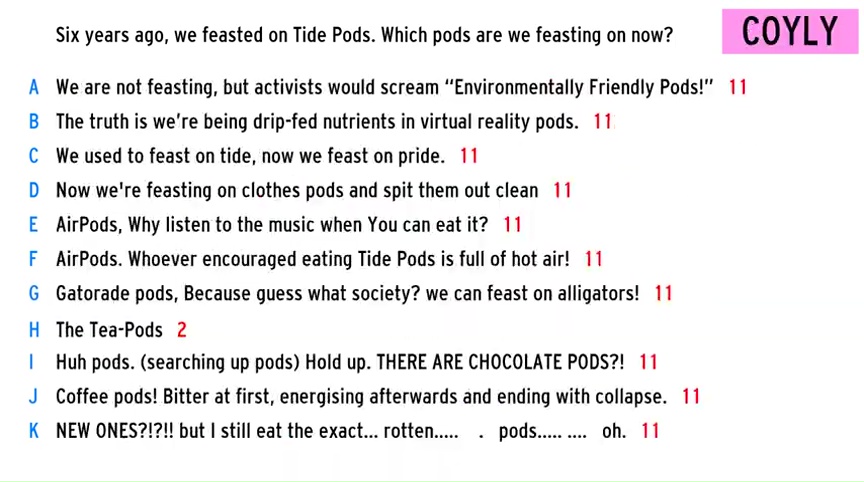 Six years ago, we feasted on Tide Pods. Which pods are we feasting on now? COYLY
A We are not feasting, but activists would scream “Environmentally Friendly Pods!” 11
B The truth is we’re being drip-fed nutrients in virtual reality pods. 11
C We used to feast on tide, now we feast on pride. 11
D Now we're feasting on clothes pods and spit them out clean 11
E AirPods, Why listen to the music when You can eat it? 11
F AirPods. Whoever encouraged eating Tide Pods is full of hot air! 11
G Gatorade pods, Because guess what society? we can feast on alligators! 11
H The Tea-Pods 2
I Huh pods. (searching up pods) Hold up. THERE ARE CHOCOLATE PODS?! 11
J Coffee pods! Bitter at first, energising afterwards and ending with collapse. 11
K NEW ONES?!?!! but I still eat the exact... rotten..... . pods..... .... oh. 11